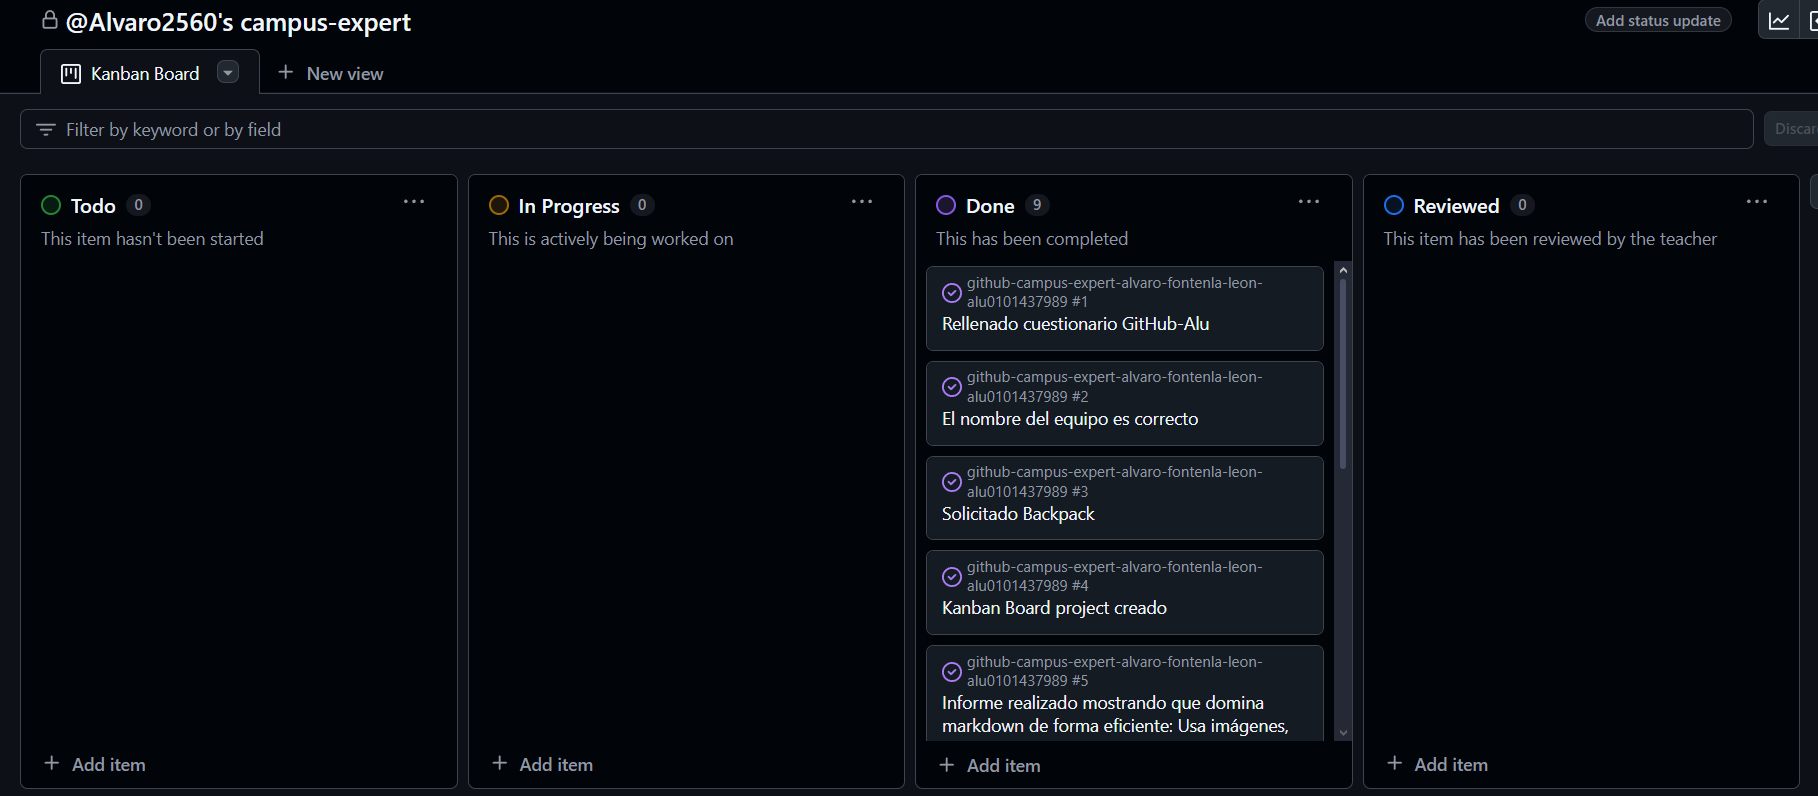 @Alvaro2560's campus-expert
Add status update
Kanban Board
New view
Filter by keyword or by field
Todo 0
This item hasn't been started
Add item
In Progress 0
This is actively being worked on
Add item
Done 9
This has been completed
github-campus-expert-alvaro-fontenla-leon-
alu0101437989 #1
Rellenado cuestionario GitHub-Alu
github-campus-expert-alvaro-fontenla-leon-
alu0101437989 #2
El nombre del equipo es correcto
github-campus-expert-alvaro-fontenla-leon-
alu0101437989 #3
Solicitado Backpack
github-campus-expert-alvaro-fontenla-leon-
alu0101437989 #4
Kanban Board project creado
github-campus-expert-alvaro-fontenla-leon-
alu0101437989 #5
Informe realizado mostrando que domina
markdown de forma eficiente: Usa imágenes,
Add item
Reviewed 0
This item has been reviewed by the teacher
Add item